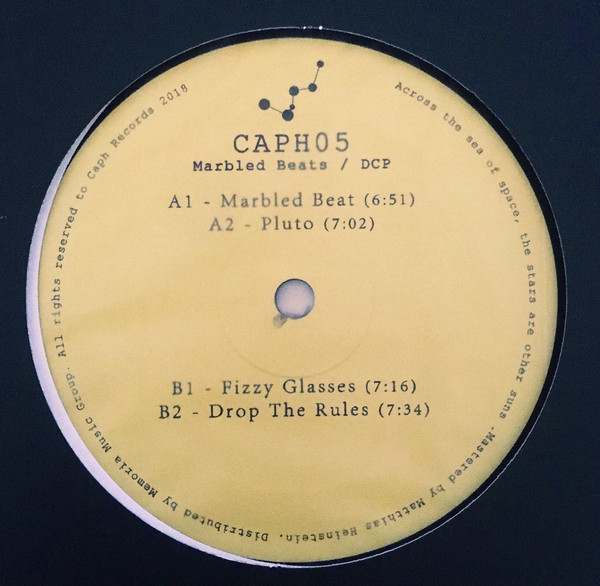 CAPH05
Marbled Beats / DCP
A1 - Marbled Beat (6:51)
A2 - Pluto (7:02)
B1 - Fizzy Glasses (7:16)
B2 - Drop The Rules (7:34)
Across the sea of space, the stars are other suns .Mastered by Matthias Heinstein. Distributed by Memoria Music Group. All rights reserved to Caph Records 2018